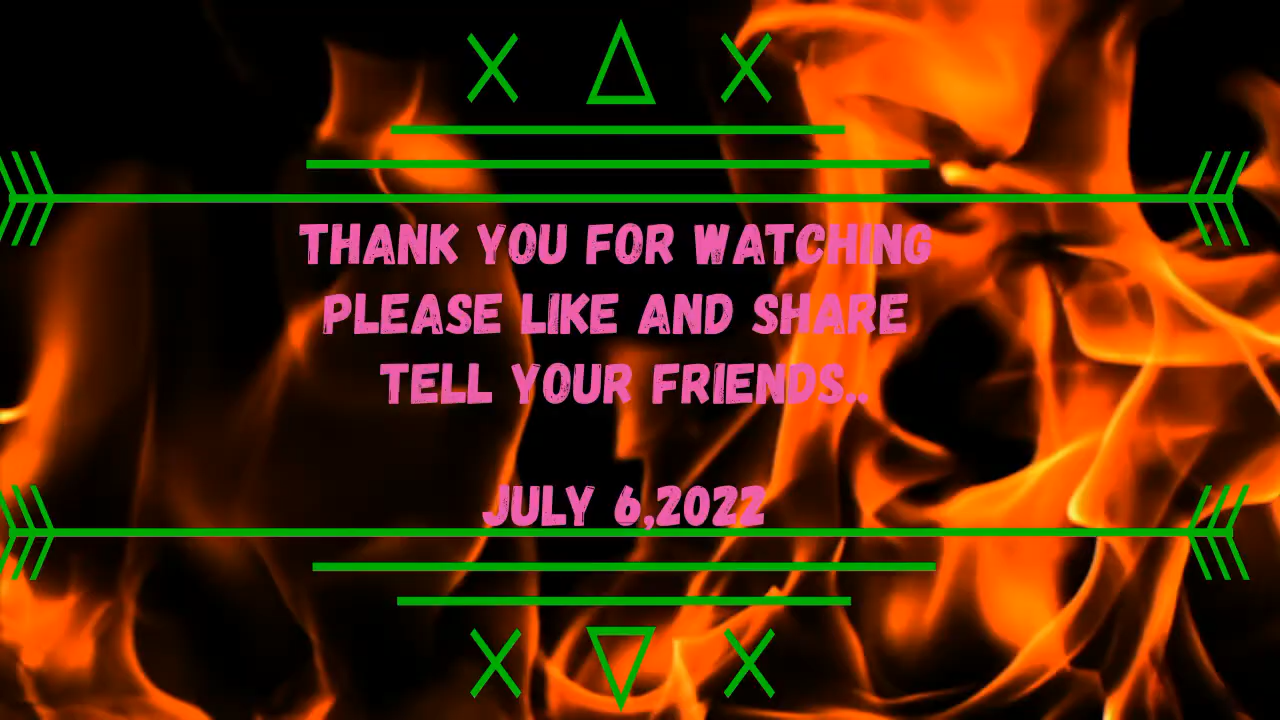 THANK YOU FOR WATCHING
PLEASE LIKE AND SHARE
TELL YOUR FRIENDS..
JULY 6,2022